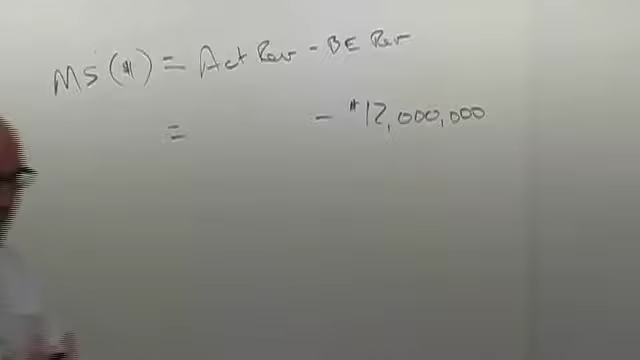 MS ($) = Act Rev - BE Rev
= - $12,000,000